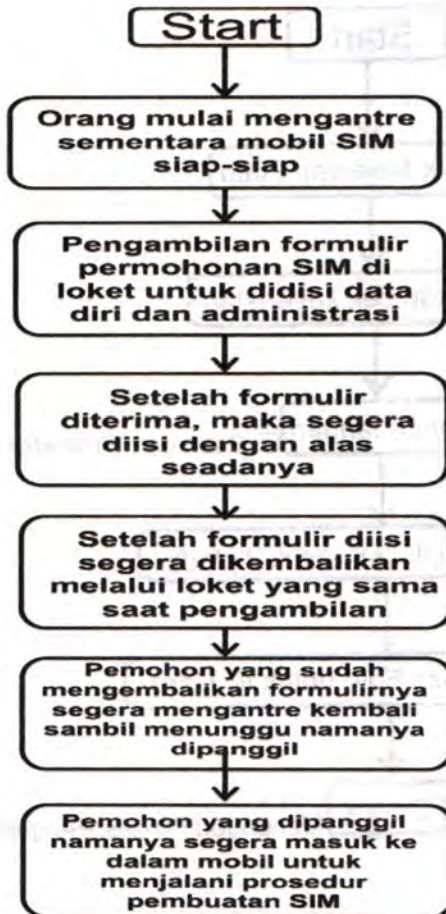 Start
Orang mulai mengantre
sementara mobil SIM
siap-siap
Pengambilan formulir
permohonan SIM di
loket untuk didisi data
diri dan administrasi
Setelah formulir
diterima, maka segera
diisi dengan alas
seadanya
Setelah formulir diisi
segera dikembalikan
melalui loket yang sama
saat pengambilan
Pemohon yang sudah
mengembalikan formulirnya
segera mengantre kembali
sambil menunggu namanya
dipanggil
Pemohon yang dipanggil
namanya segera masuk ke
dalam mobil untuk
menjalani prosedur
pembuatan SIM